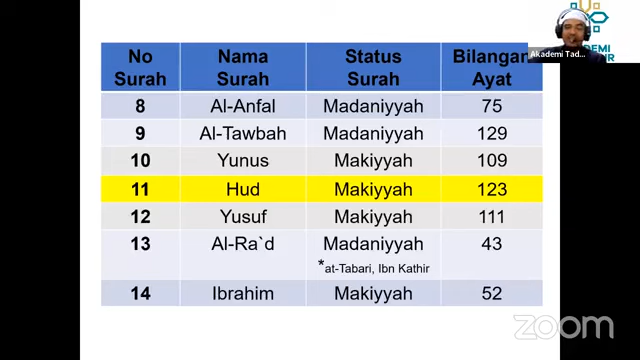 No Surah Nama Surah Status Surah Bilangan Ayat
8 Al-Anfal Madaniyyah 75
9 Al-Tawbah Madaniyyah 129
10 Yunus Makiyyah 109
11 Hud Makiyyah 123
12 Yusuf Makiyyah 111
13 Al-Ra`d Madaniyyah 43
*at-Tabari, Ibn Kathir
14 Ibrahim Makiyyah 52
Akademi Tad...
zoom